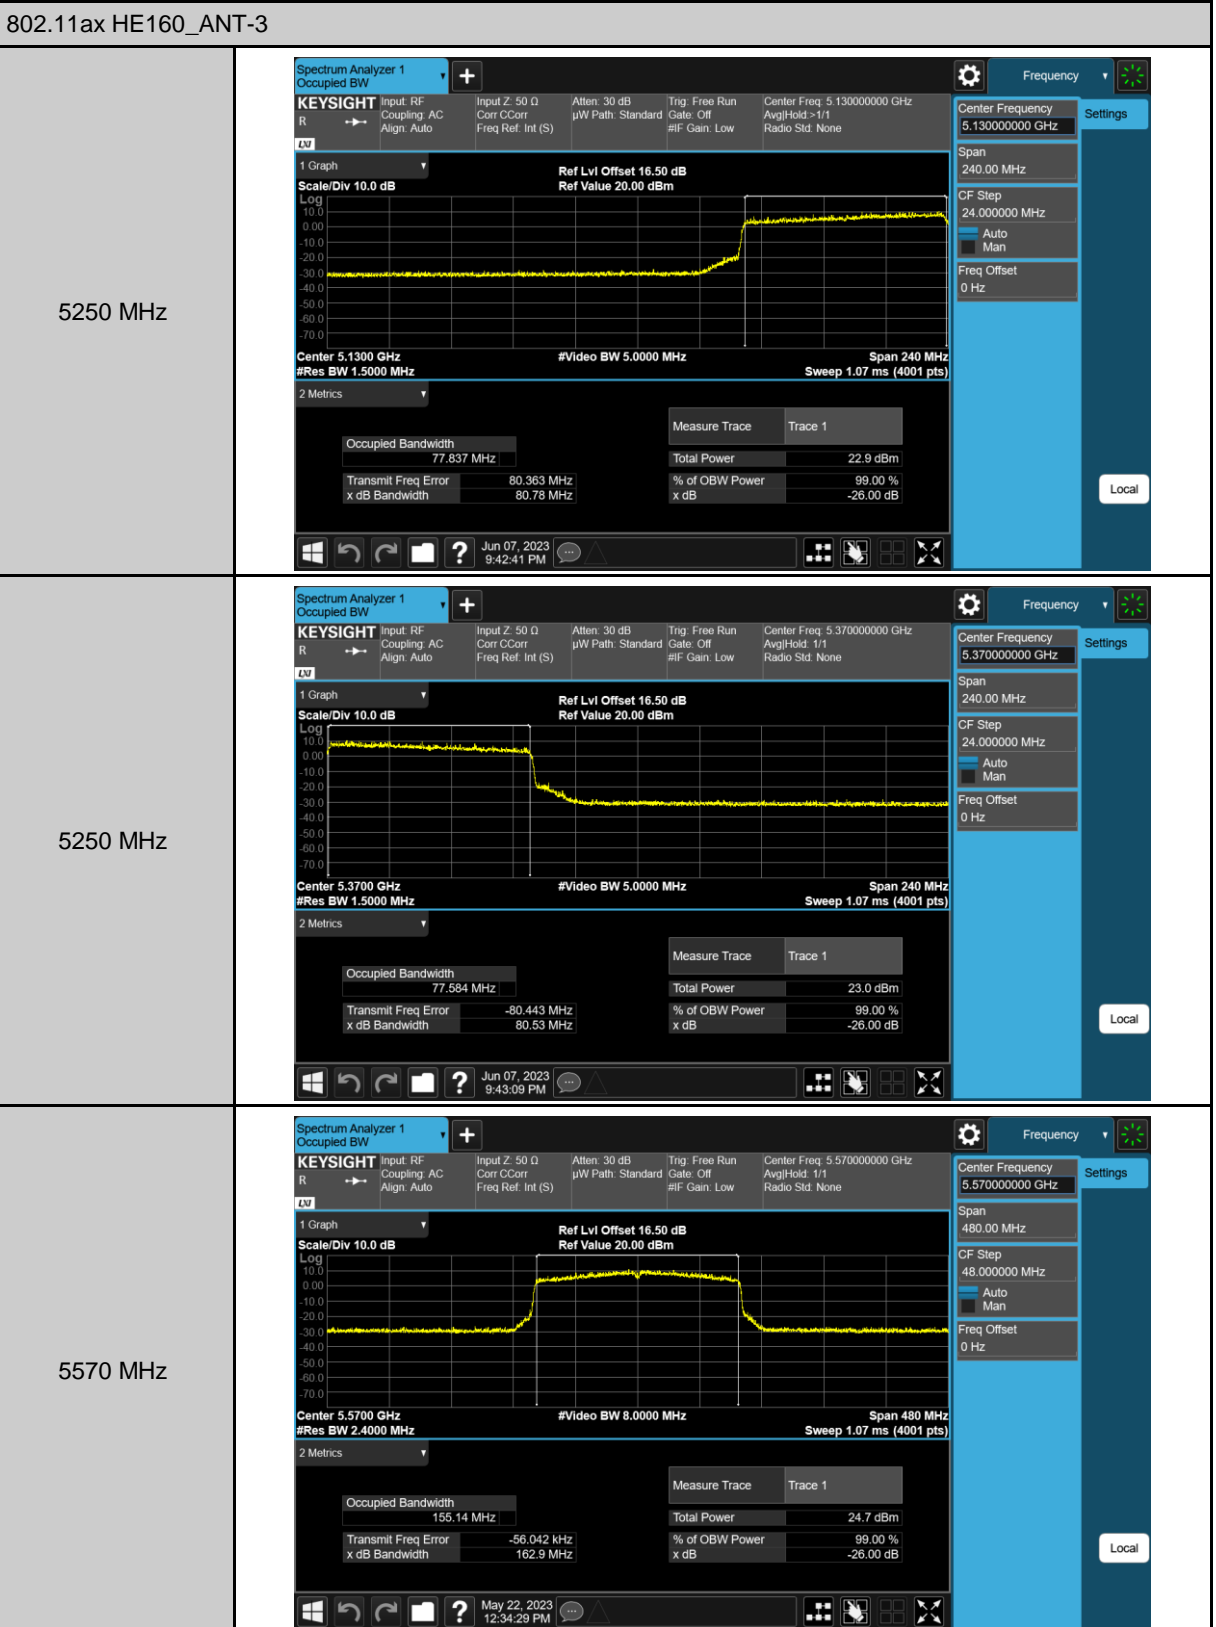 802.11ax HE160_ANT-3
5250 MHz
Spectrum Analyzer 1
Occupied BW
Frequency
KEYSIGHT
R
LXI
Input: RF
Coupling: AC
Align: Auto
Input Z: 50 Ω
Corr CCorr
Freq Ref: Int (S)
Atten: 30 dB
µW Path: Standard
Trig: Free Run
Gate: Off
#IF Gain: Low
Center Freq: 5.130000000 GHz
Avg|Hold:>1/1
Radio Std: None
Center Frequency
5.130000000 GHz
Settings
Span
240.00 MHz
CF Step
24.000000 MHz
Auto
Man
Freq Offset
0 Hz
Local
1 Graph
Scale/Div 10.0 dB
Ref Lvl Offset 16.50 dB
Ref Value 20.00 dBm
Log
10.0
0.00
-10.0
-20.0
-30.0
-40.0
-50.0
-60.0
-70.0
Center 5.1300 GHz
#Video BW 5.0000 MHz
Span 240 MHz
#Res BW 1.5000 MHz
Sweep 1.07 ms (4001 pts)
2 Metrics
Measure Trace Trace 1
Occupied Bandwidth
77.837 MHz
Total Power 22.9 dBm
Transmit Freq Error 80.363 MHz
% of OBW Power 99.00 %
x dB Bandwidth 80.78 MHz
x dB -26.00 dB
Jun 07, 2023
9:42:41 PM
5250 MHz
Spectrum Analyzer 1
Occupied BW
Frequency
KEYSIGHT
R
LXI
Input: RF
Coupling: AC
Align: Auto
Input Z: 50 Ω
Corr CCorr
Freq Ref: Int (S)
Atten: 30 dB
µW Path: Standard
Trig: Free Run
Gate: Off
#IF Gain: Low
Center Freq: 5.370000000 GHz
Avg|Hold: 1/1
Radio Std: None
Center Frequency
5.370000000 GHz
Settings
Span
240.00 MHz
CF Step
24.000000 MHz
Auto
Man
Freq Offset
0 Hz
Local
1 Graph
Scale/Div 10.0 dB
Ref Lvl Offset 16.50 dB
Ref Value 20.00 dBm
Log
10.0
0.00
-10.0
-20.0
-30.0
-40.0
-50.0
-60.0
-70.0
Center 5.3700 GHz
#Video BW 5.0000 MHz
Span 240 MHz
#Res BW 1.5000 MHz
Sweep 1.07 ms (4001 pts)
2 Metrics
Measure Trace Trace 1
Occupied Bandwidth
77.584 MHz
Total Power 23.0 dBm
Transmit Freq Error -80.443 MHz
% of OBW Power 99.00 %
x dB Bandwidth 80.53 MHz
x dB -26.00 dB
Jun 07, 2023
9:43:09 PM
5570 MHz
Spectrum Analyzer 1
Occupied BW
Frequency
KEYSIGHT
R
LXI
Input: RF
Coupling: AC
Align: Auto
Input Z: 50 Ω
Corr CCorr
Freq Ref: Int (S)
Atten: 30 dB
µW Path: Standard
Trig: Free Run
Gate: Off
#IF Gain: Low
Center Freq: 5.570000000 GHz
Avg|Hold: 1/1
Radio Std: None
Center Frequency
5.570000000 GHz
Settings
Span
480.00 MHz
CF Step
48.000000 MHz
Auto
Man
Freq Offset
0 Hz
Local
1 Graph
Scale/Div 10.0 dB
Ref Lvl Offset 16.50 dB
Ref Value 20.00 dBm
Log
10.0
0.00
-10.0
-20.0
-30.0
-40.0
-50.0
-60.0
-70.0
Center 5.5700 GHz
#Video BW 8.0000 MHz
Span 480 MHz
#Res BW 2.4000 MHz
Sweep 1.07 ms (4001 pts)
2 Metrics
Measure Trace Trace 1
Occupied Bandwidth
155.14 MHz
Total Power 24.7 dBm
Transmit Freq Error -56.042 kHz
% of OBW Power 99.00 %
x dB Bandwidth 162.9 MHz
x dB -26.00 dB
May 22, 2023
12:34:29 PM